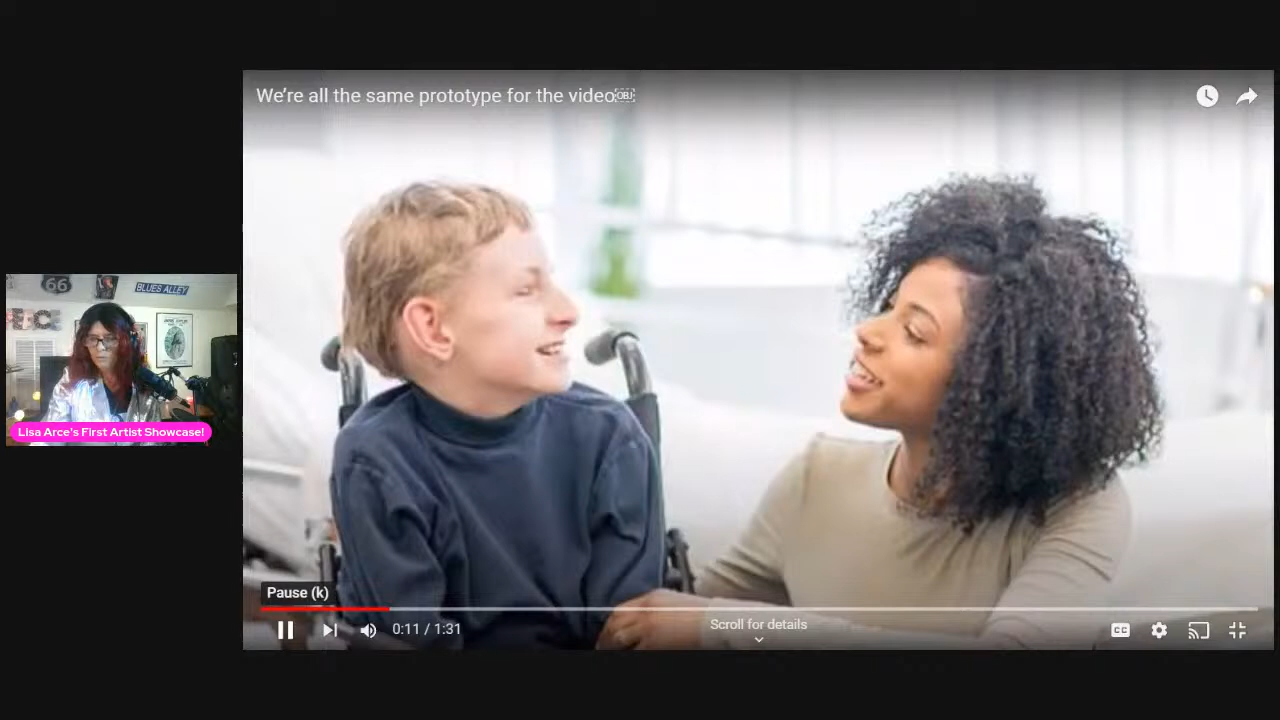 We’re all the same prototype for the video￼
66
BLUES ALLEY
Lisa Arce's First Artist Showcase!
Pause (k)
0:11 / 1:31
Scroll for details
CC